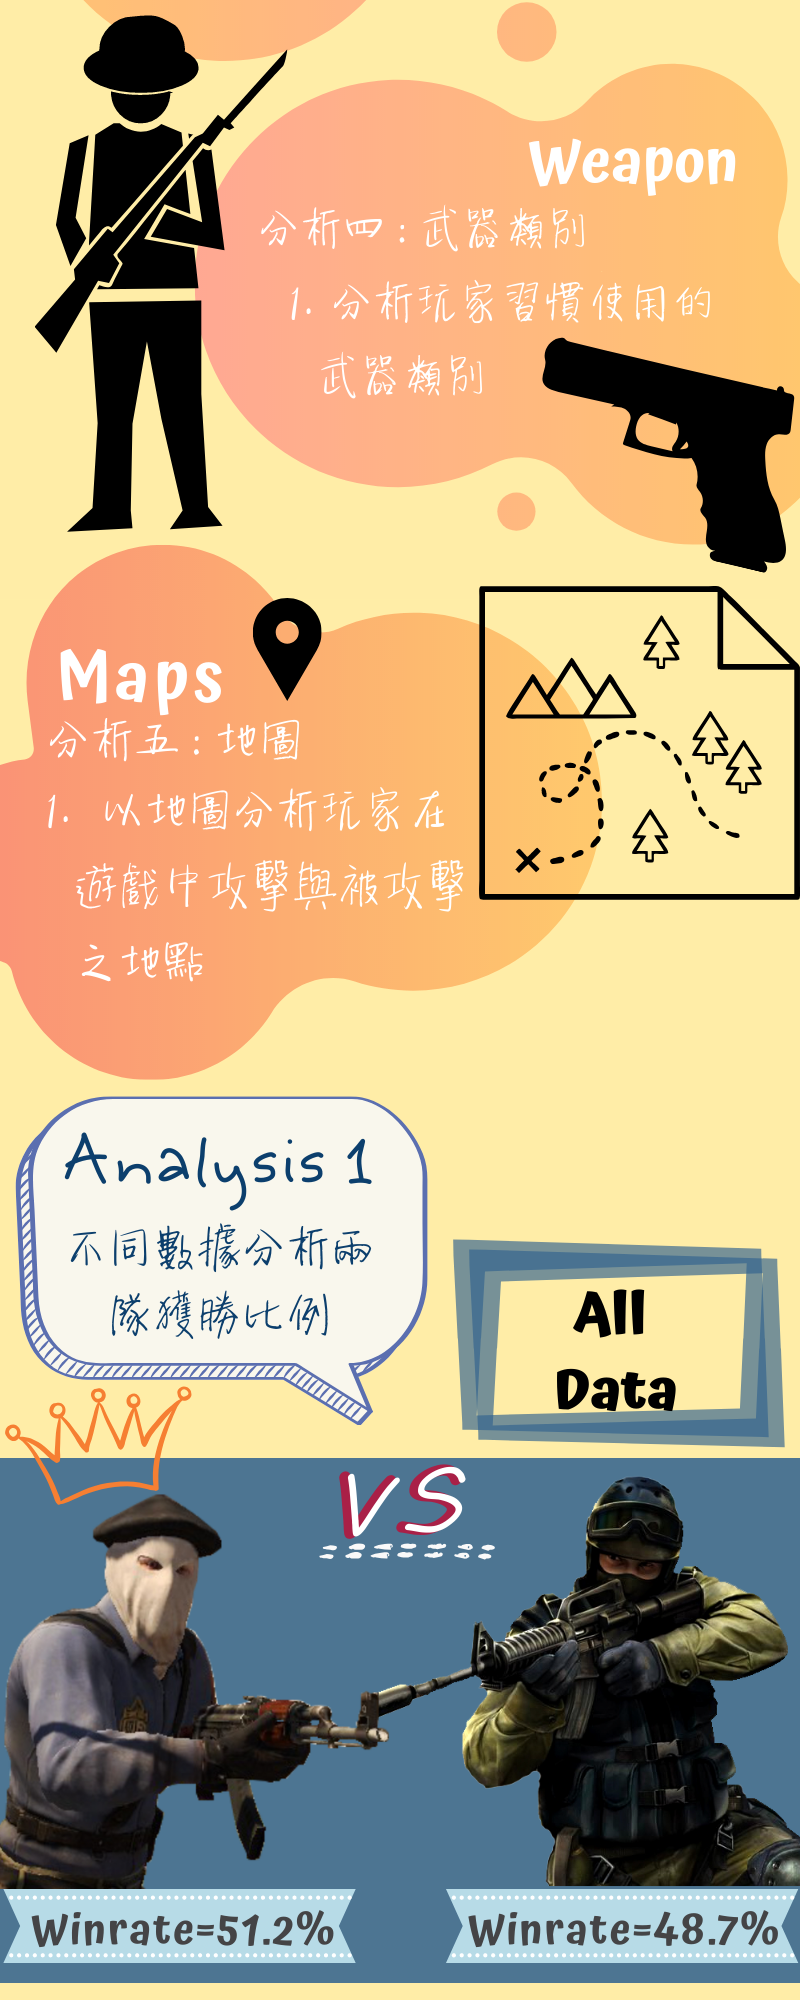 Weapon
分析四：武器類別
1. 分析玩家習慣使用的
武器類別
Maps
分析五：地圖
1. 以地圖分析玩家在
遊戲中攻擊與被攻擊
之地點
Analysis 1
不同數據分析兩
隊獲勝比例
All
Data
VS
Winrate=51.2%
Winrate=48.7%